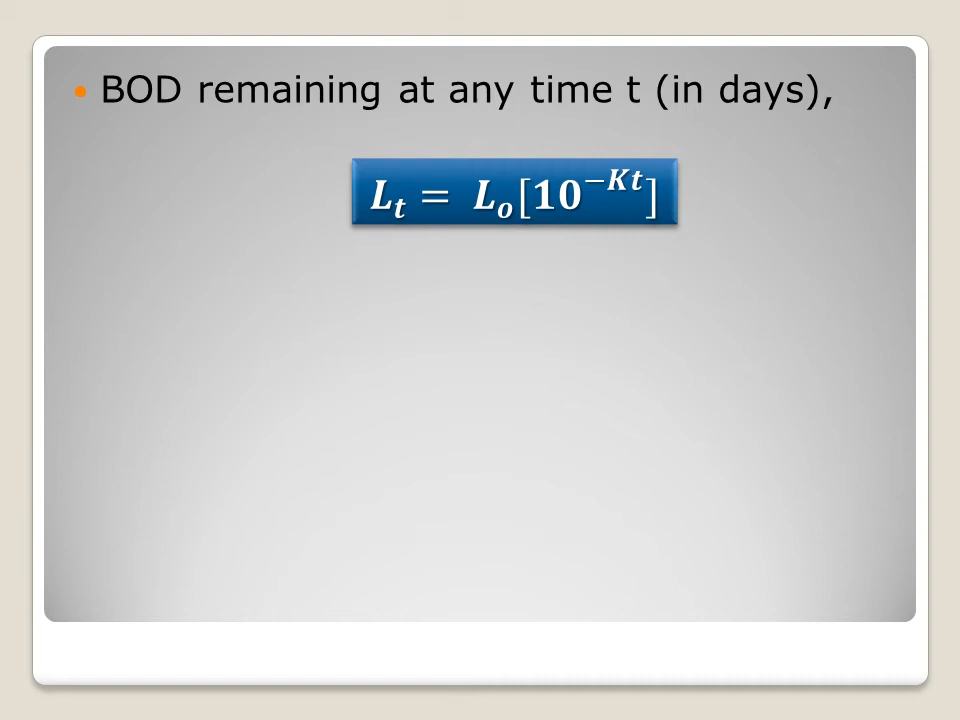 BOD remaining at any time t (in days),
𝑳ₜ = 𝑳ₒ[𝟏𝟎⁻ᴷᵗ]